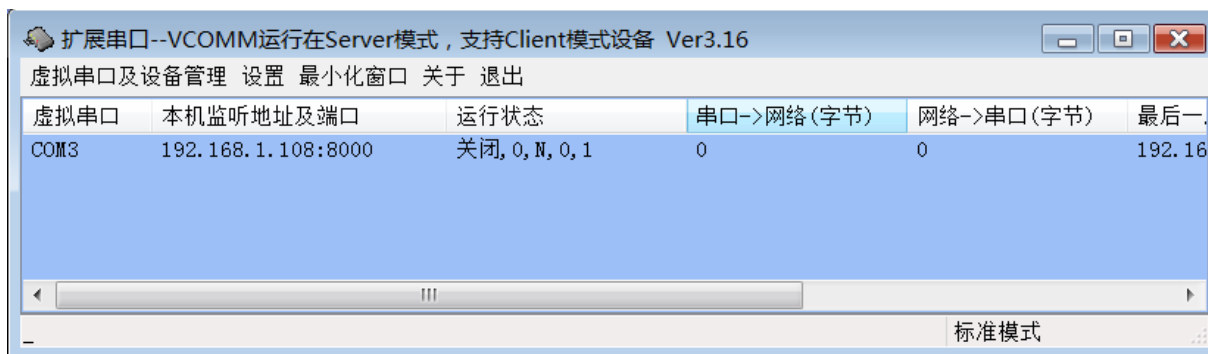 扩展串口--VCOMM运行在Server模式，支持Client模式设备 Ver3.16
虚拟串口及设备管理 设置 最小化窗口 关于 退出
虚拟串口 本机监听地址及端口 运行状态 串口->网络(字节) 网络->串口(字节) 最后一.
COM3 192.168.1.108:8000 关闭,0,N,0,1 0 0 192.16
标准模式